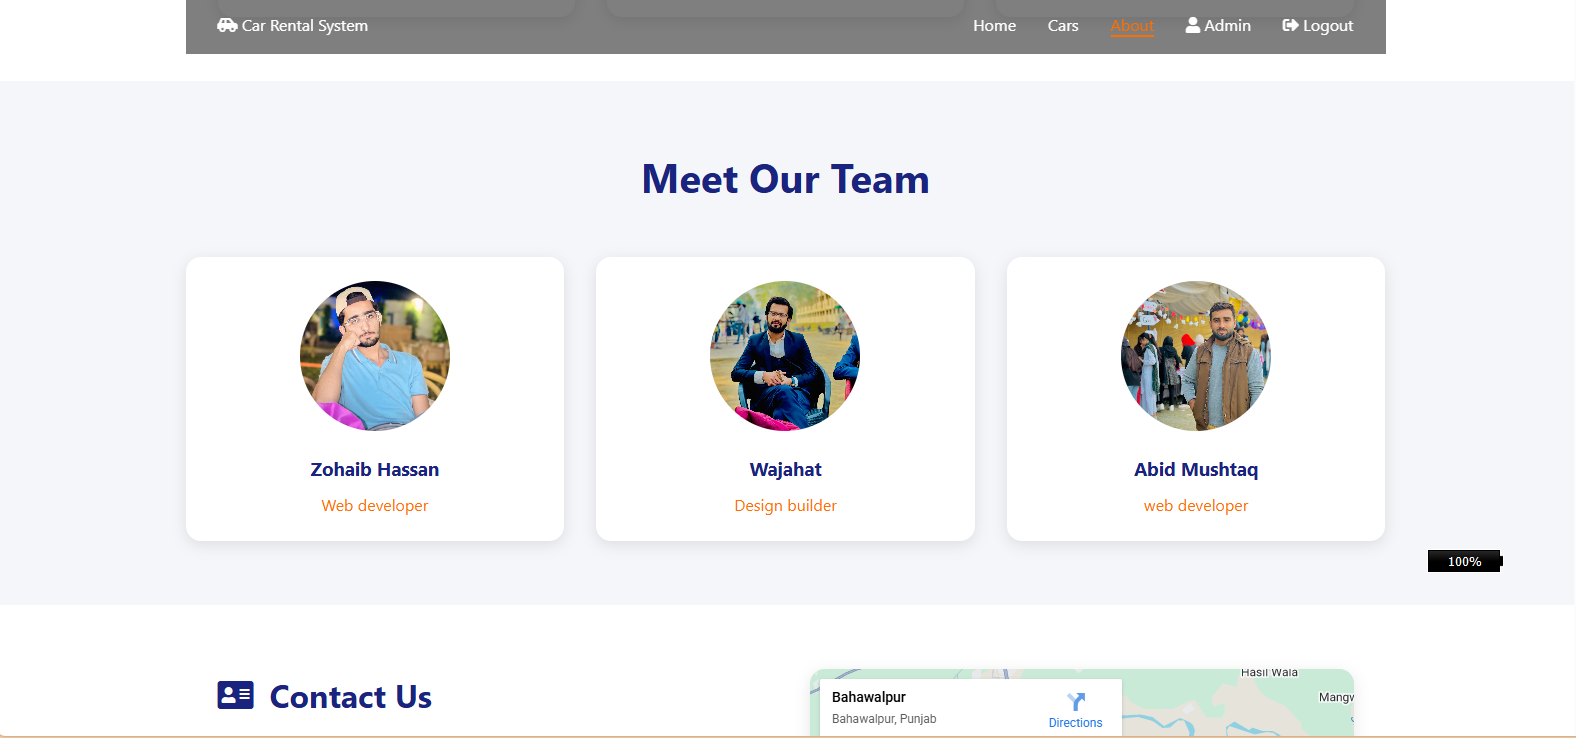 Car Rental System Home Cars About Admin Logout
Meet Our Team
Zohaib Hassan Wajahat Abid Mushtaq
Web developer Design builder web developer
100%
Contact Us
Hasil Wala
Bahawalpur
Mangw
Bahawalpur, Punjab
Directions